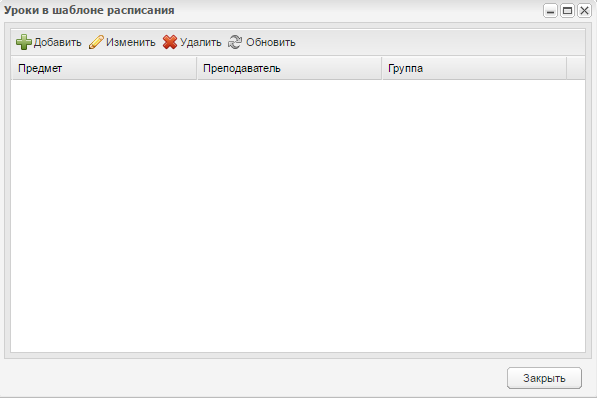 Уроки в шаблоне расписания
Добавить Изменить Удалить Обновить
Предмет Преподаватель Группа
Закрыть